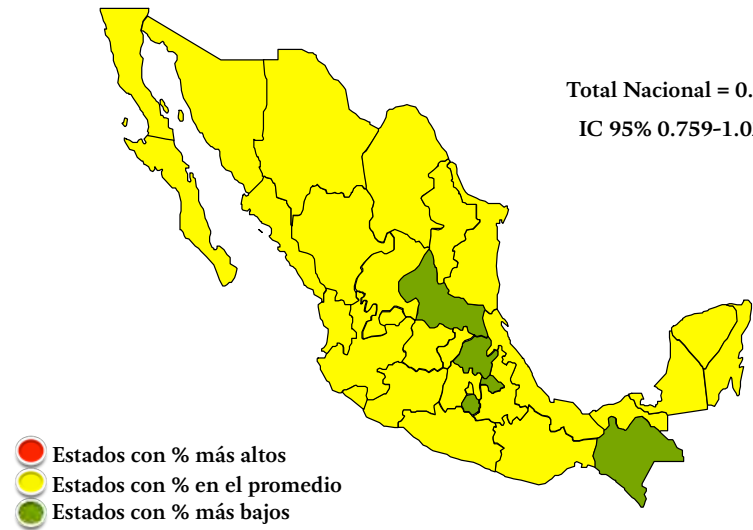 Total Nacional = 0.
IC 95% 0.759-1.0
Estados con % más altos
Estados con % en el promedio
Estados con % más bajos